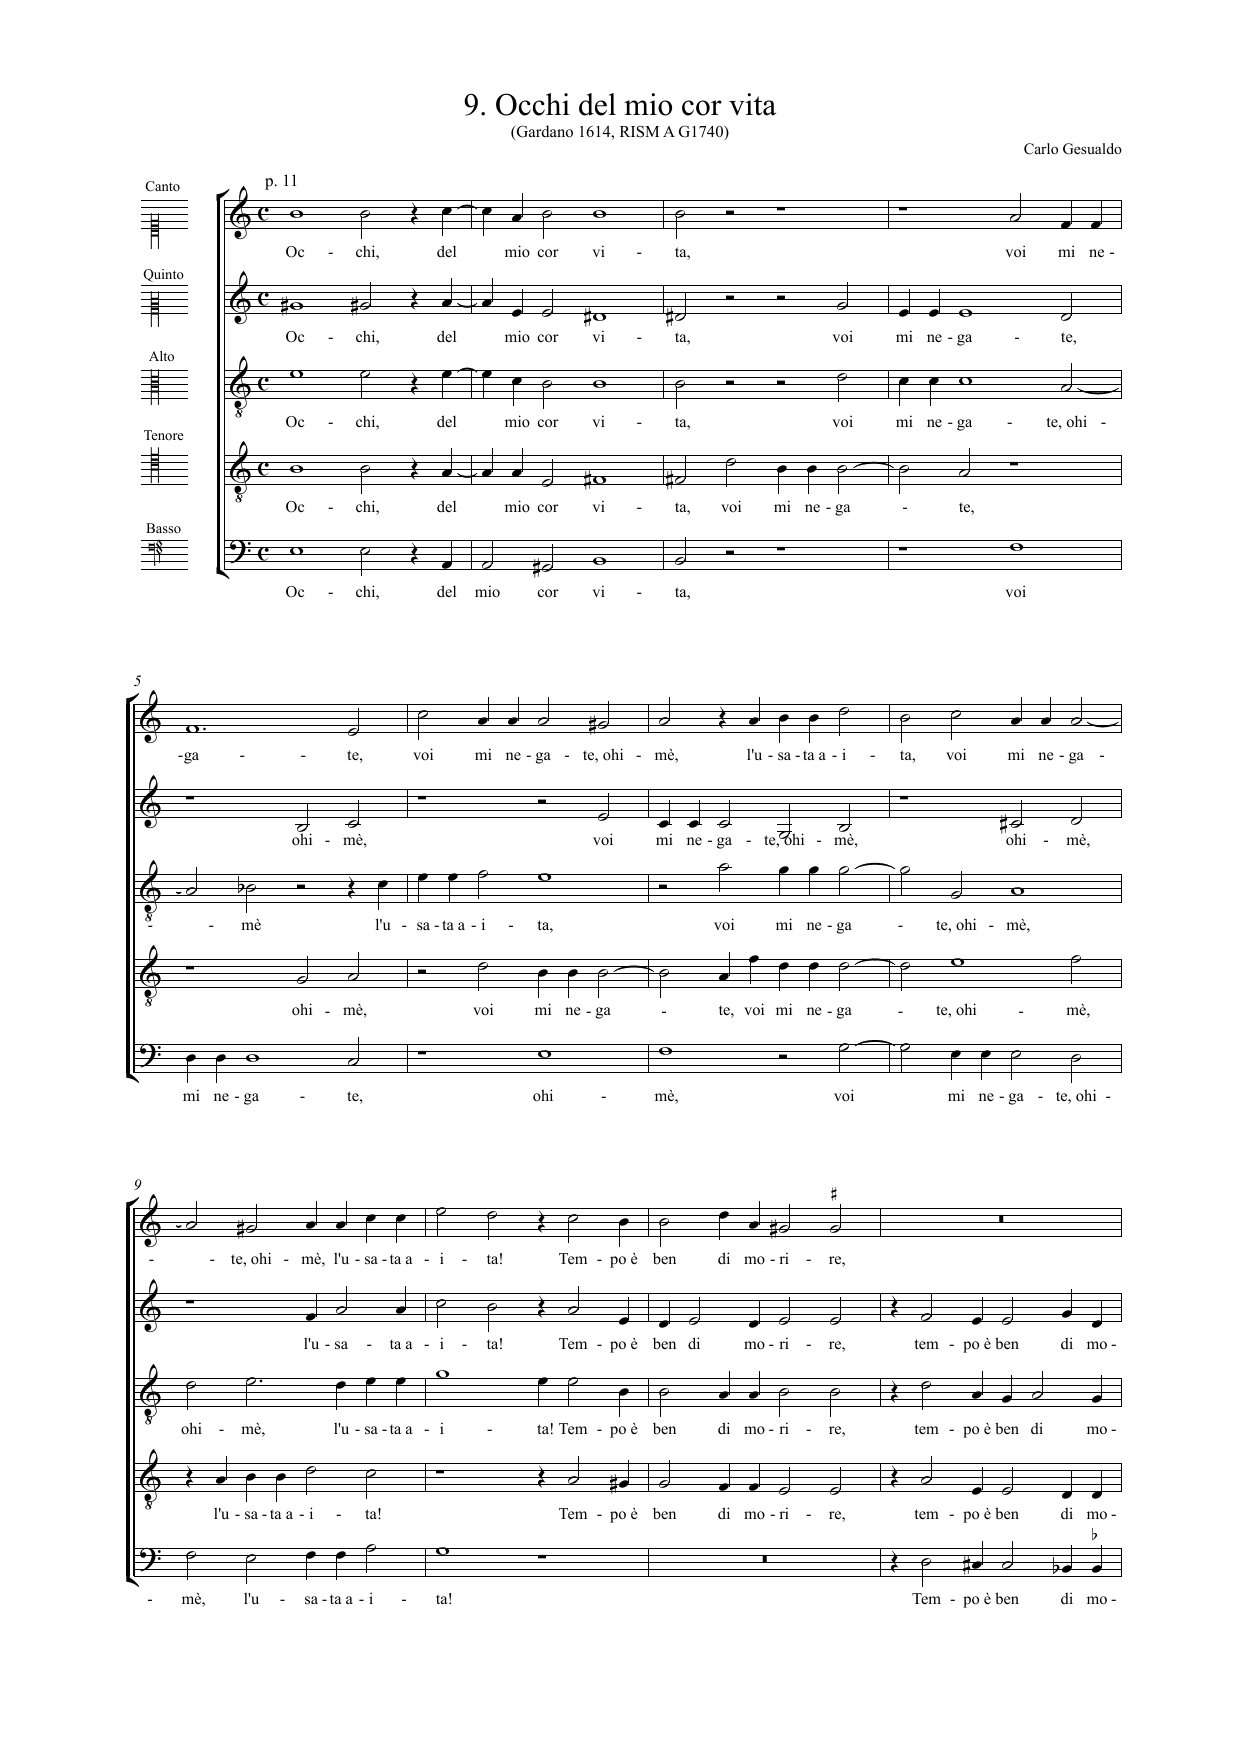 9. Occhi del mio cor vita
(Gardano 1614, RISM A G1740)
Carlo Gesualdo
p. 11
Canto
Oc - chi, del mio cor vi - ta, voi mi ne -
Quinto
Oc - chi, del mio cor vi - ta, voi mi ne - ga - te,
Alto
Oc - chi, del mio cor vi - ta, voi mi ne - ga - te, ohi -
Tenore
Oc - chi, del mio cor vi - ta, voi mi ne - ga - te,
Basso
Oc - chi, del mio cor vi - ta, voi
5
-ga - - te, voi mi ne - ga - te, ohi - mè, l'u - sa - ta a - i - ta, voi mi ne - ga -
ohi - mè, voi mi ne - ga - te, ohi - mè, ohi - mè,
- - mè l'u - sa - ta a - i - ta, voi mi ne - ga - te, ohi - mè,
ohi - mè, voi mi ne - ga - te, voi mi ne - ga - te, ohi - mè,
mi ne - ga - te, ohi - mè, voi mi ne - ga - te, ohi -
9
- - te, ohi - mè, l'u - sa - ta a - i - ta! Tem - po è ben di mo - ri - re,
l'u - sa - ta a - i - ta! Tem - po è ben di mo - ri - re, tem - po è ben di mo -
ohi - mè, l'u - sa - ta a - i - ta! Tem - po è ben di mo - ri - re, tem - po è ben di mo -
l'u - sa - ta a - i - ta! Tem - po è ben di mo - ri - re, tem - po è ben di mo -
- mè, l'u - sa - ta a - i - ta! Tem - po è ben di mo -